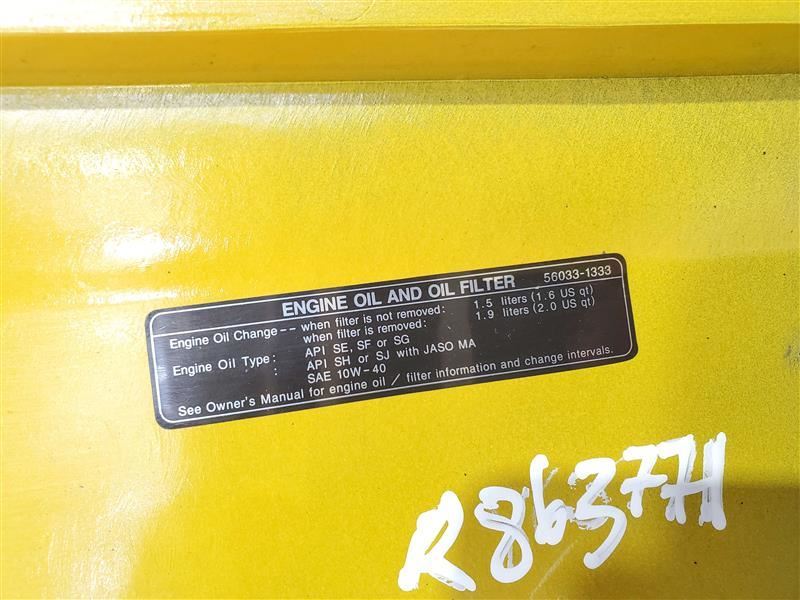 ENGINE OIL AND OIL FILTER 56033-1333
Engine Oil Change -- when filter is not removed: 1.5 liters (1.6 US qt)
when filter is removed: 1.9 liters (2.0 US qt)
Engine Oil Type: API SE, SF or SG
API SH or SJ with JASO MA
: SAE 10W-40
See Owner's Manual for engine oil / filter information and change intervals.
R86377H